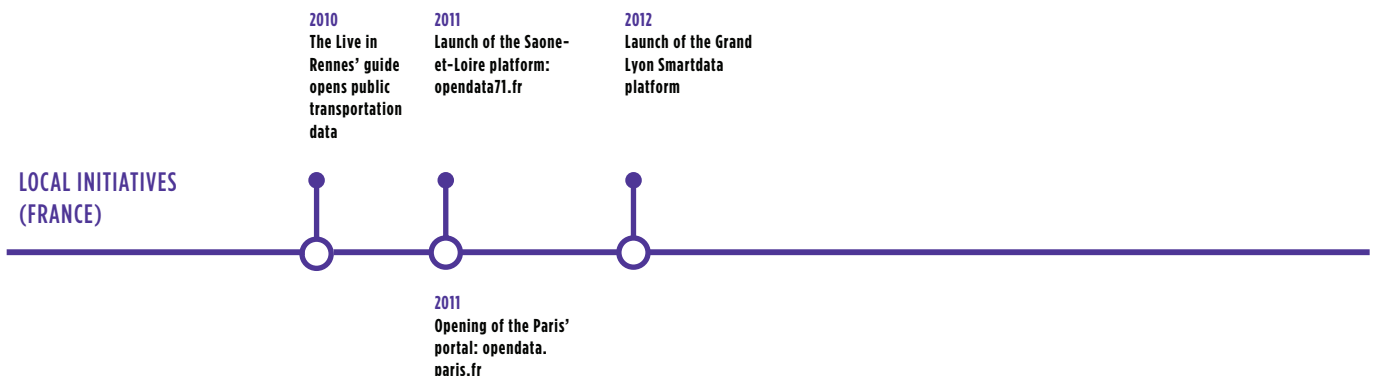 2010
The Live in
Rennes’ guide
opens public
transportation
data
2011
Launch of the Saone-
et-Loire platform:
opendata71.fr
2012
Launch of the Grand
Lyon Smartdata
platform
LOCAL INITIATIVES
(FRANCE)
2011
Opening of the Paris’
portal: opendata.
paris.fr